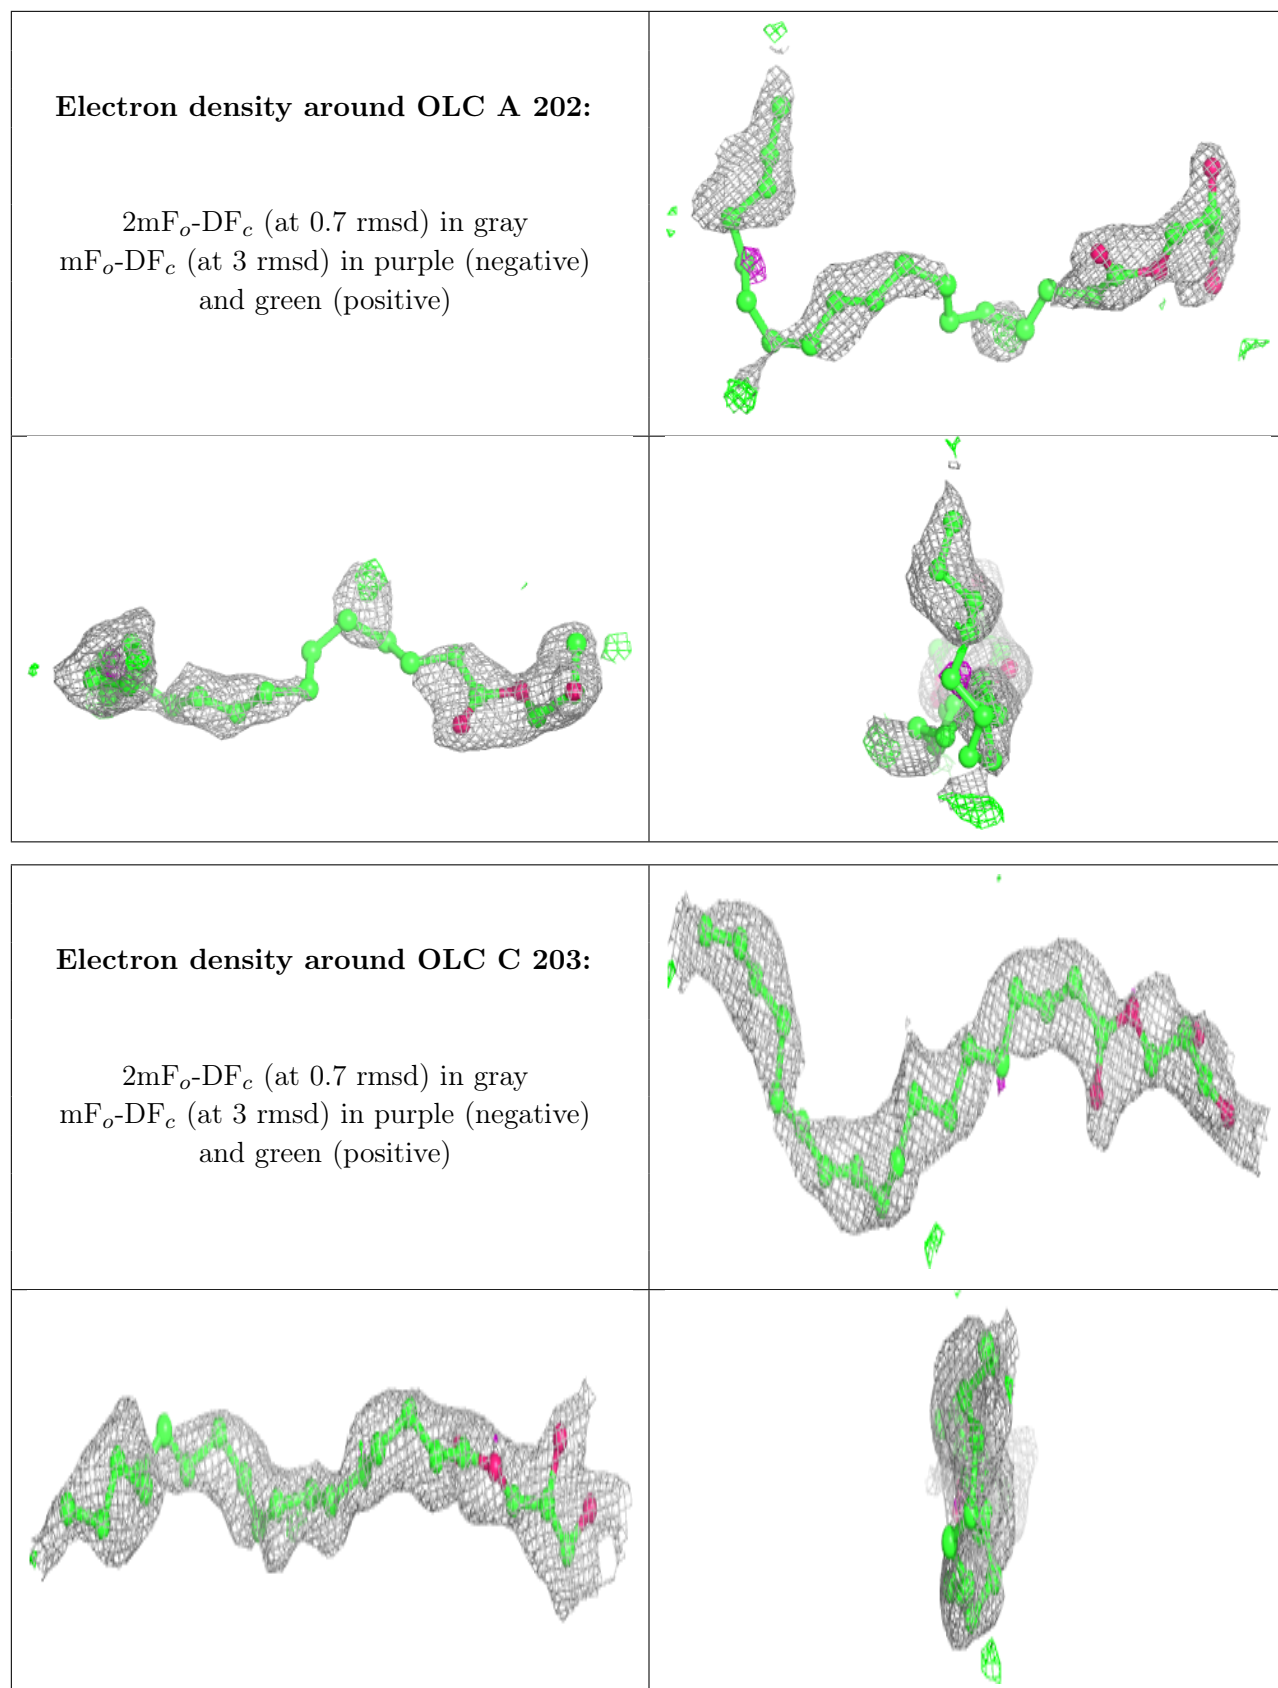 Electron density around OLC A 202:
2mFo-DFc (at 0.7 rmsd) in gray
mFo-DFc (at 3 rmsd) in purple (negative)
and green (positive)
Electron density around OLC C 203:
2mFo-DFc (at 0.7 rmsd) in gray
mFo-DFc (at 3 rmsd) in purple (negative)
and green (positive)